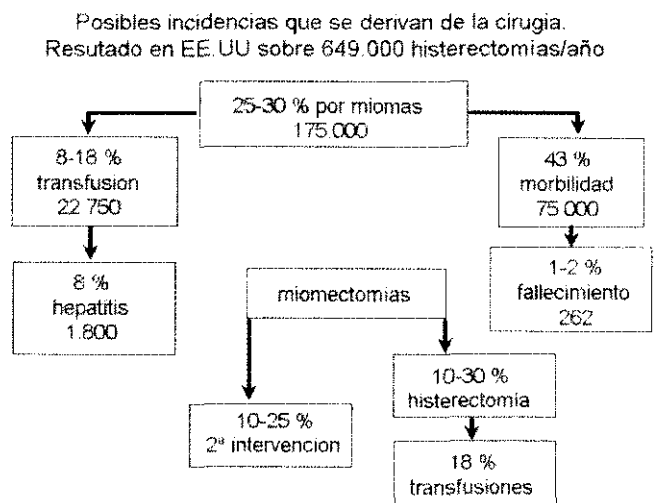 Posibles incidencias que se derivan de la cirugia.
Resutado en EE.UU sobre 649.000 histerectomías/año
25-30 % por miomas
175.000
8-18 %
transfusion
22 750
43 %
morbilidad
75 000
8 %
hepatitis
1.800
miomectomias
1-2 %
fallecimiento
262
10-25 %
2ª intervencion
10-30 %
histerectomía
18 %
transfusiones